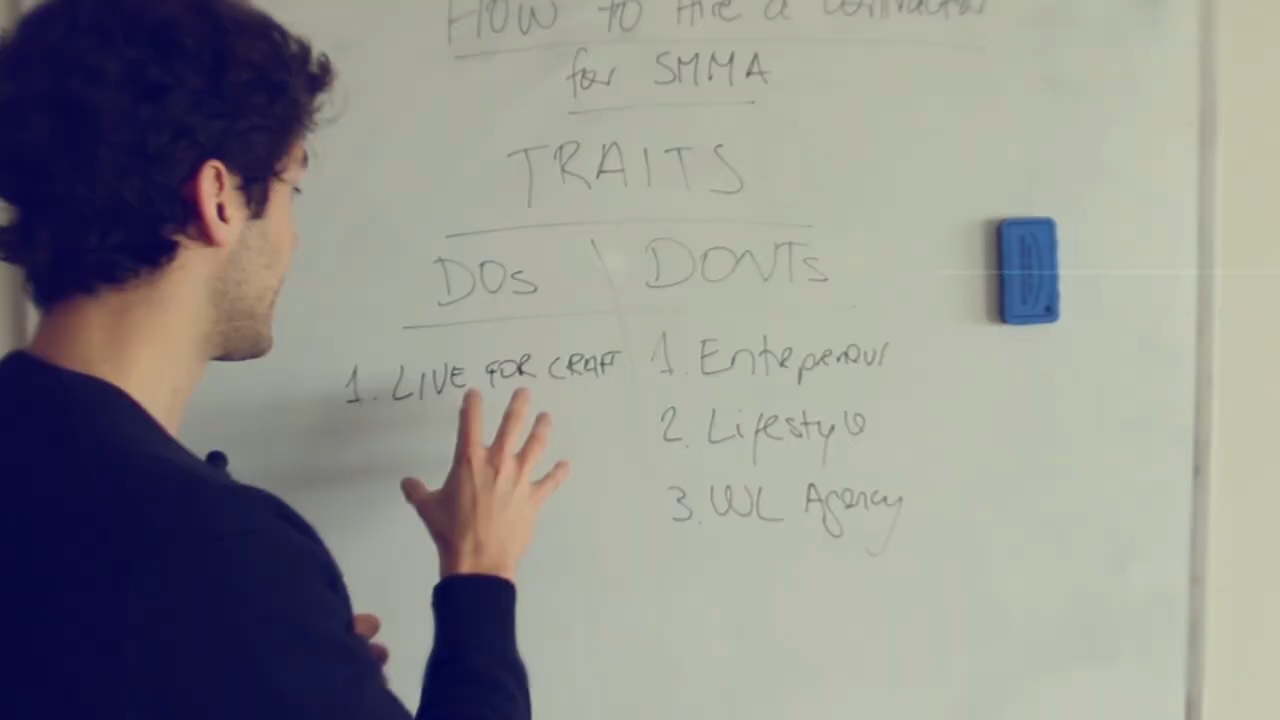 HOW to Hire a contractor
for SMMA
TRAITS
DOs
DONTs
1. LIVE FOR CRAFT
1. Entepeneur
2. Lifestyle
3. WL Agency